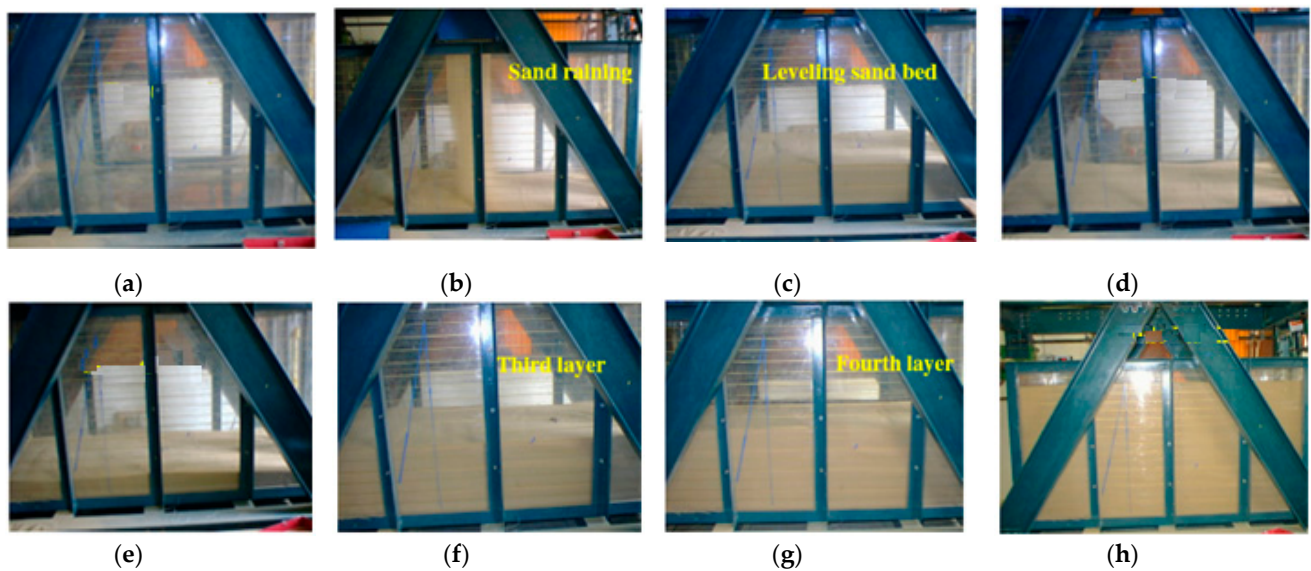 Sand raining
Leveling sand bed
(a)
(b)
(c)
(d)
Third layer
Fourth layer
(e)
(f)
(g)
(h)